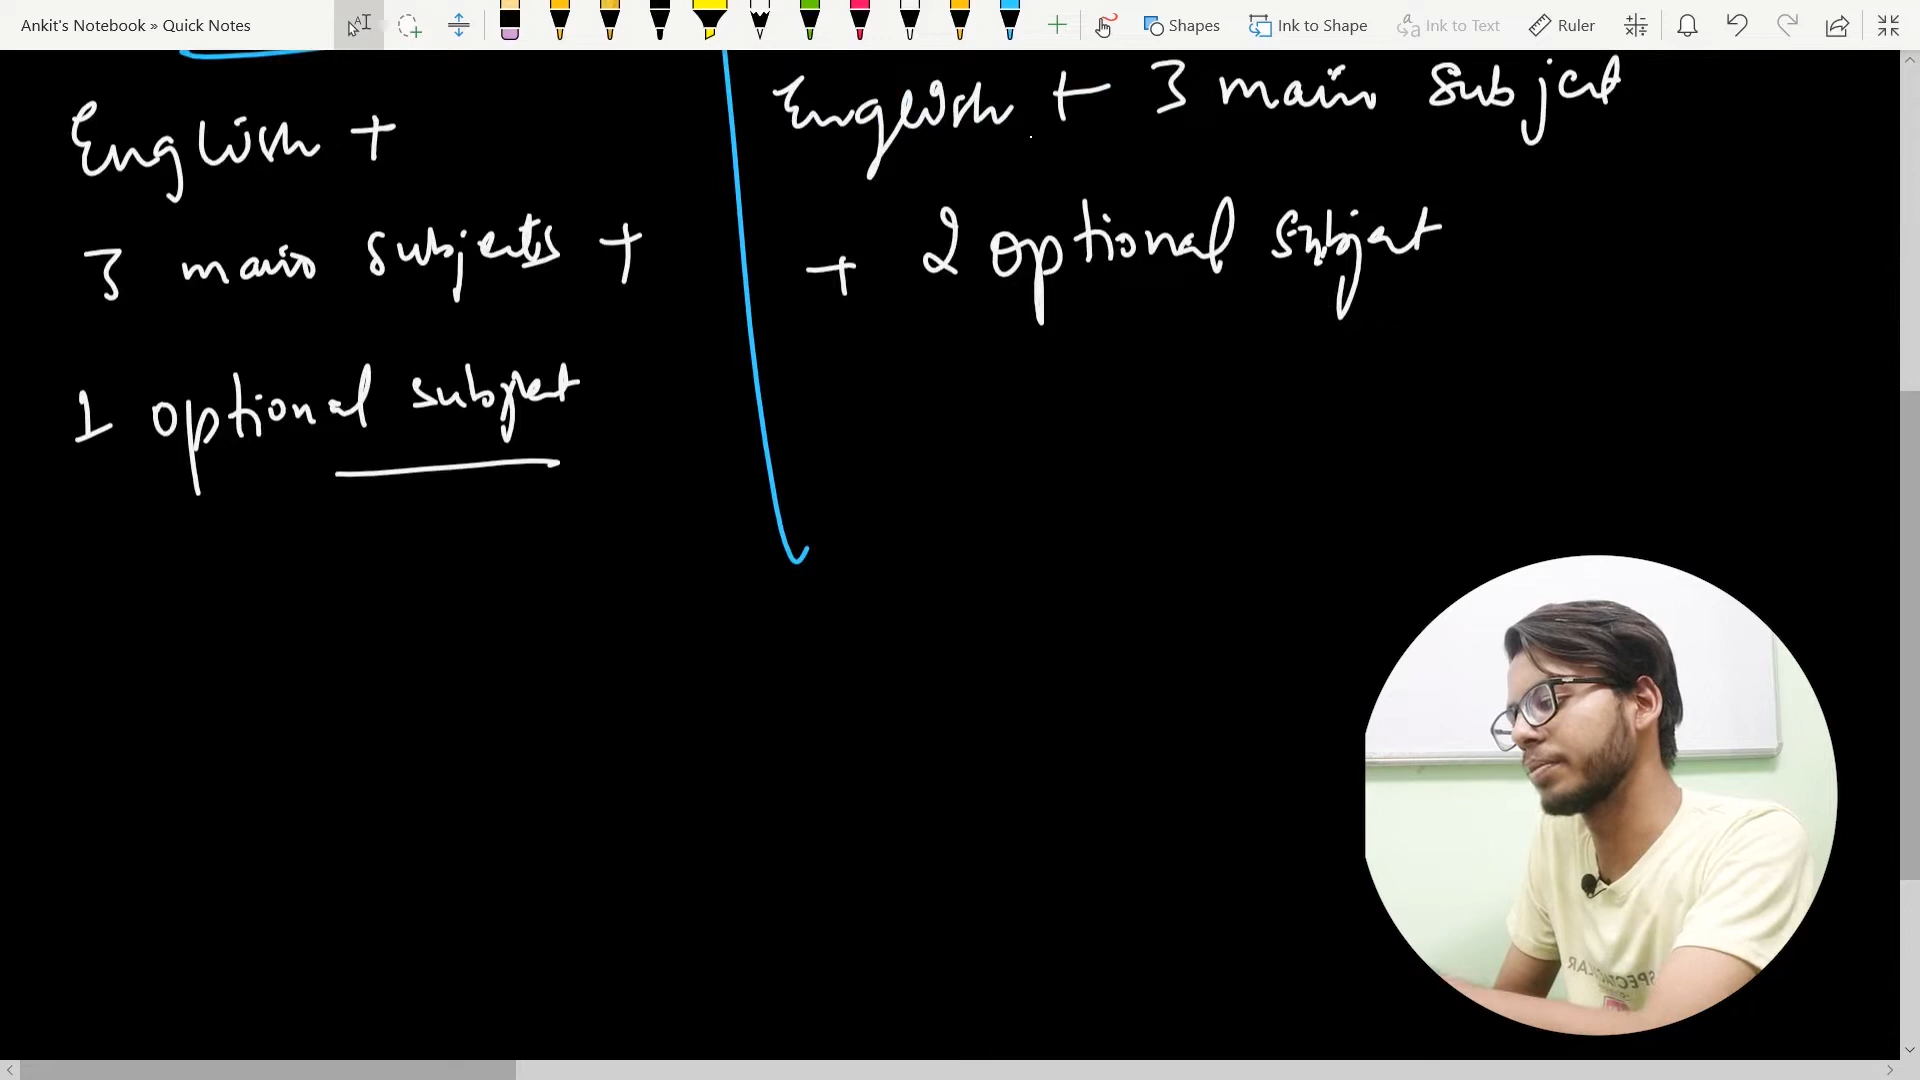 Ankit's Notebook » Quick Notes
Shapes
Ink to Shape
Ink to Text
Ruler
English +
3 main subjects +
1 optional subject
English + 3 main subject
+ 2 optional subject